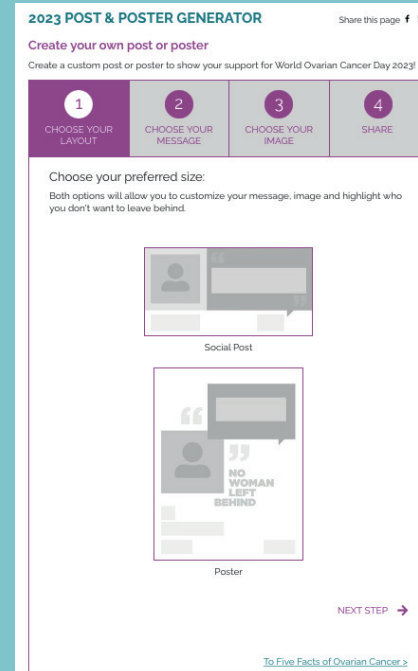 2023 POST & POSTER GENERATOR
Share this page f
Create your own post or poster
Create a custom post or poster to show your support for World Ovarian Cancer Day 2023!
1
CHOOSE YOUR
LAYOUT
2
CHOOSE YOUR
MESSAGE
3
CHOOSE YOUR
IMAGE
4
SHARE
Choose your preferred size:
Both options will allow you to customize your message, image and highlight who
you don't want to leave behind.
Social Post
NO
WOMAN
LEFT
BEHIND
Poster
NEXT STEP →
To Five Facts of Ovarian Cancer >